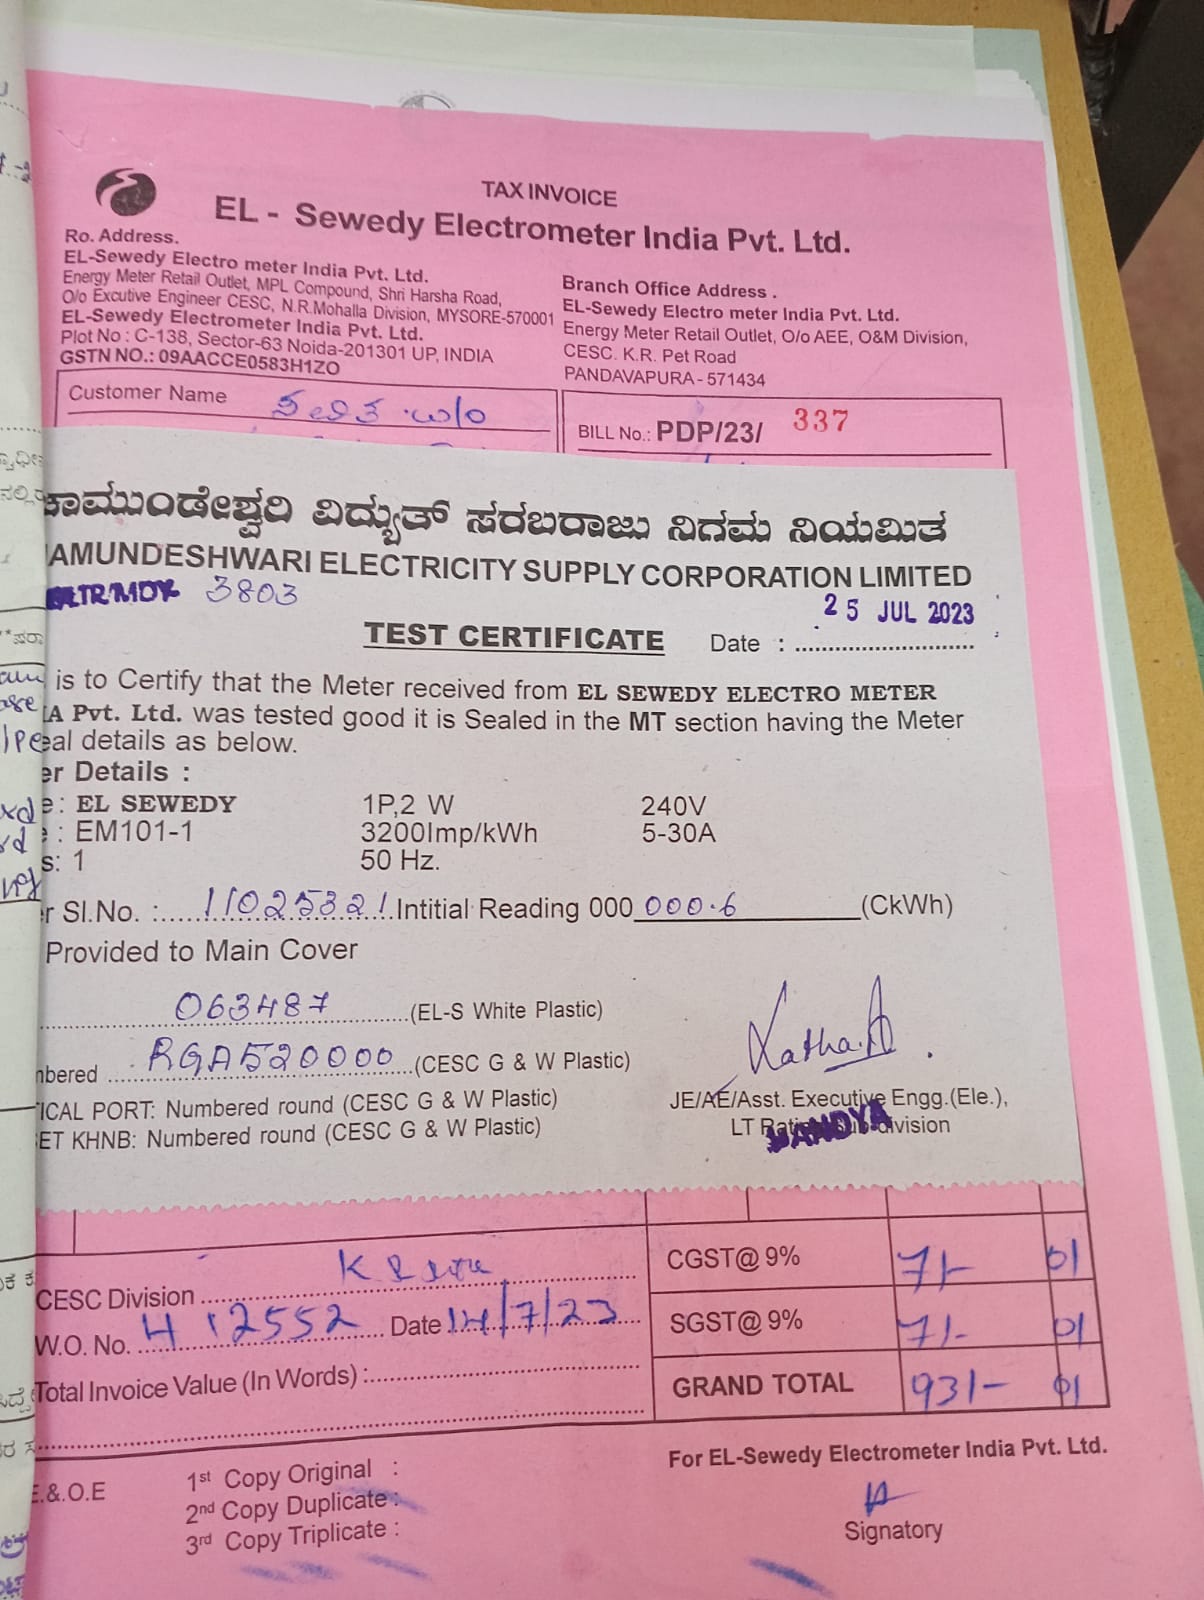 TAX INVOICE
EL - Sewedy Electrometer India Pvt. Ltd.
Ro. Address.
EL-Sewedy Electro meter India Pvt. Ltd.
Energy Meter Retail Outlet, MPL Compound, Shri Harsha Road,
O/o Excutive Engineer CESC, N.R.Mohalla Division, MYSORE-570001
EL-Sewedy Electrometer India Pvt. Ltd.
Plot No : C-138, Sector-63 Noida-201301 UP, INDIA
GSTN NO.: 09AACCE0583H1ZO
Branch Office Address .
EL-Sewedy Electro meter India Pvt. Ltd.
Energy Meter Retail Outlet, O/o AEE, O&M Division,
CESC. K.R. Pet Road
PANDAVAPURA - 571434
Customer Name
BILL No.: PDP/23/ 337
ಚಾಮುಂಡೇಶ್ವರಿ ವಿದ್ಯುತ್ ಸರಬರಾಜು ನಿಗಮ ನಿಯಮಿತ
AMUNDESHWARI ELECTRICITY SUPPLY CORPORATION LIMITED
LTR/MDY 3803
25 JUL 2023
TEST CERTIFICATE Date : ............................
is to Certify that the Meter received from EL SEWEDY ELECTRO METER
A Pvt. Ltd. was tested good it is Sealed in the MT section having the Meter
eal details as below.
er Details :
e: EL SEWEDY 1P,2 W 240V
: EM101-1 3200Imp/kWh 5-30A
s: 1 50 Hz.
r Sl.No. :.....11025321.Intitial Reading 000 000.6 (CkWh)
Provided to Main Cover
063487 (EL-S White Plastic)
nbered RGA520000 (CESC G & W Plastic)
ICAL PORT: Numbered round (CESC G & W Plastic)
ET KHNB: Numbered round (CESC G & W Plastic)
Latha
JE/AE/Asst. Executive Engg.(Ele.),
LT Rating Sub division
MANDYA
CESC Division
W.O. No. 412552 Date 14/7/23
Total Invoice Value (In Words) :
CGST@ 9% 71- 01
SGST@ 9% 71- 01
GRAND TOTAL 931- 01
E.&.O.E
1st Copy Original :
2nd Copy Duplicate :
3rd Copy Triplicate :
For EL-Sewedy Electrometer India Pvt. Ltd.
Signatory